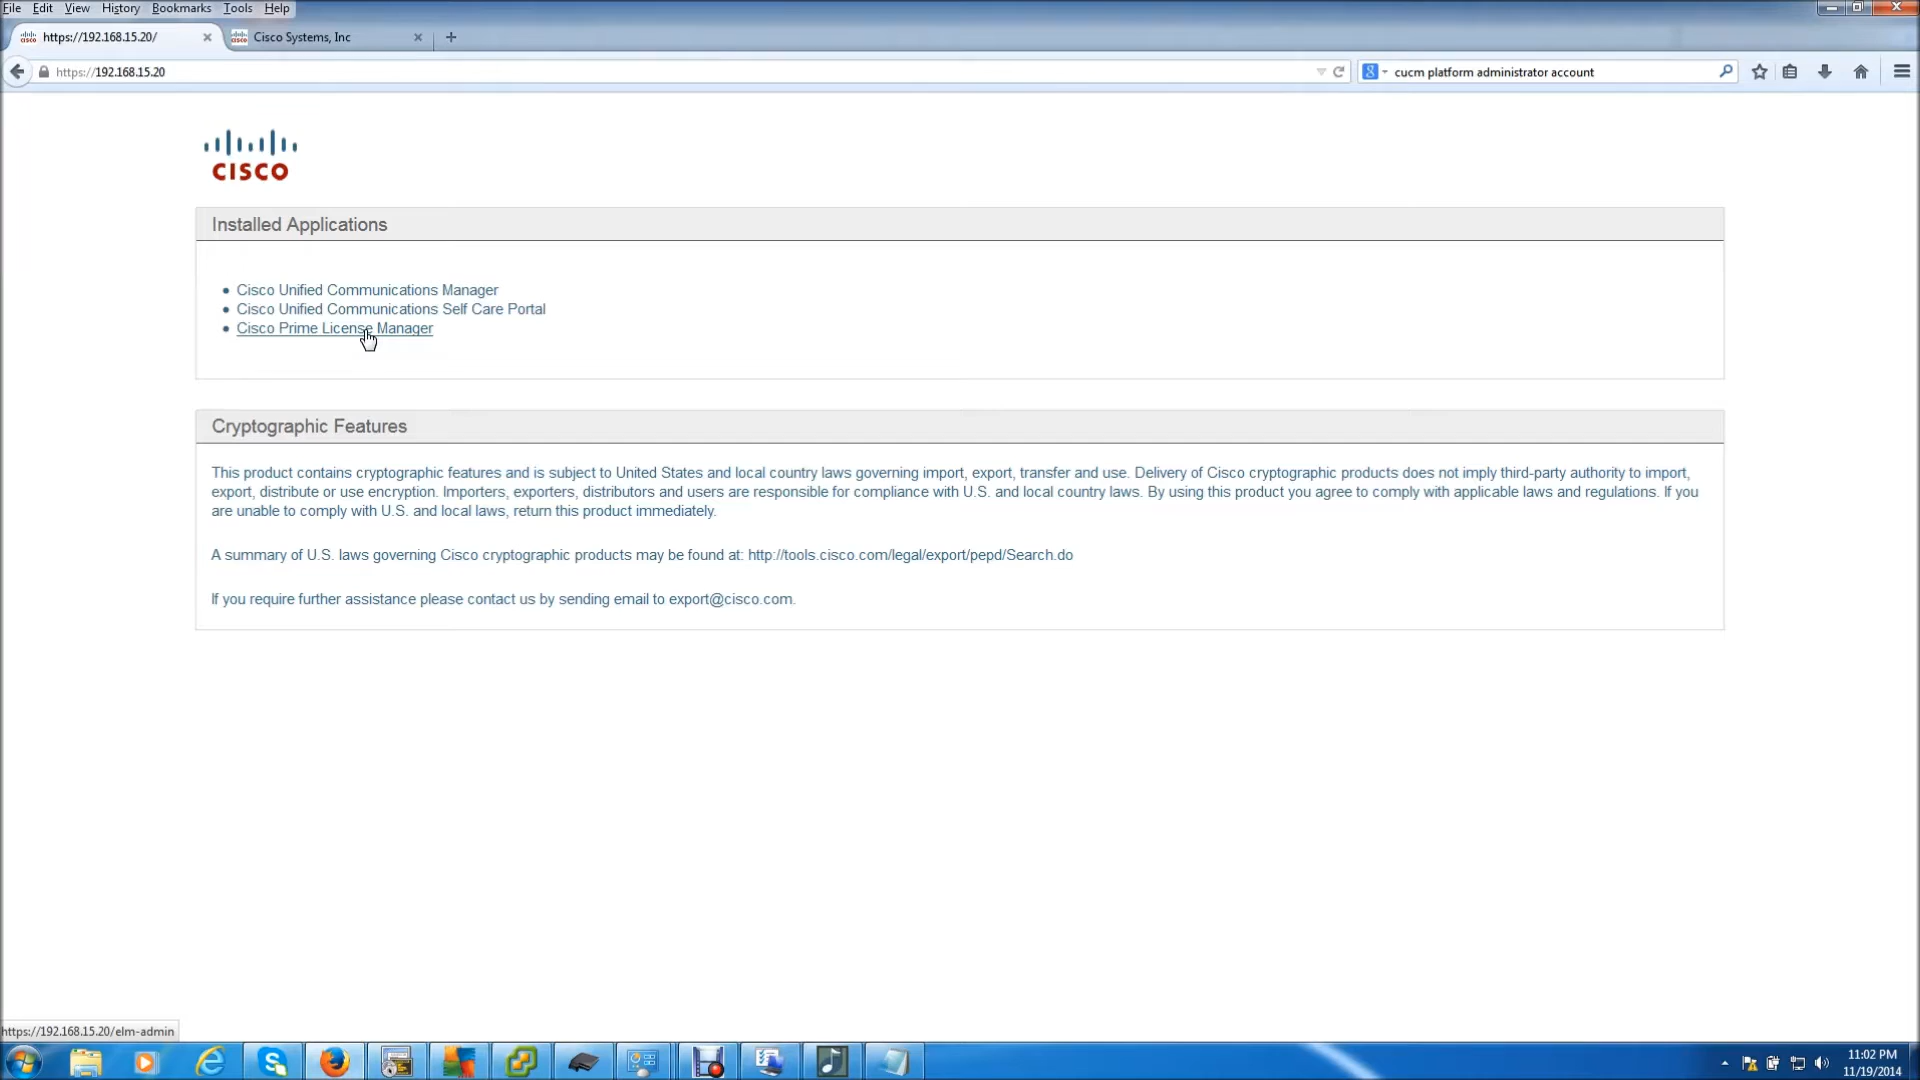 File Edit View History Bookmarks Tools Help
https://192.168.15.20/
Cisco Systems, Inc
https://192.168.15.20
cucm platform administrator account
CISCO
Installed Applications
Cisco Unified Communications Manager
Cisco Unified Communications Self Care Portal
Cisco Prime License Manager
Cryptographic Features
This product contains cryptographic features and is subject to United States and local country laws governing import, export, transfer and use. Delivery of Cisco cryptographic products does not imply third-party authority to import,
export, distribute or use encryption. Importers, exporters, distributors and users are responsible for compliance with U.S. and local country laws. By using this product you agree to comply with applicable laws and regulations. If you
are unable to comply with U.S. and local laws, return this product immediately.
A summary of U.S. laws governing Cisco cryptographic products may be found at: http://tools.cisco.com/legal/export/pepd/Search.do
If you require further assistance please contact us by sending email to export@cisco.com.
https://192.168.15.20/elm-admin
11:02 PM
11/19/2014